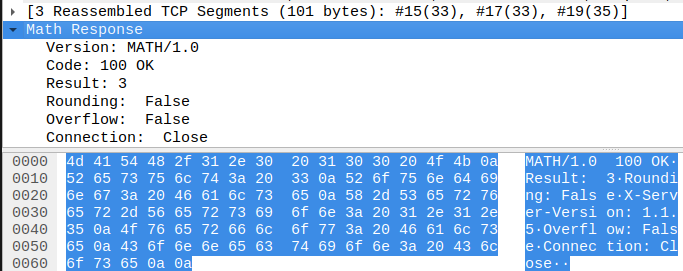 [3 Reassembled TCP Segments (101 bytes): #15(33), #17(33), #19(35)]
Math Response
Version: MATH/1.0
Code: 100 OK
Result: 3
Rounding:  False
Overflow:  False
Connection:  Close
0000 4d 41 54 48 2f 31 2e 30 20 31 30 30 20 4f 4b 0a MATH/1.0 100 OK·
0010 52 65 73 75 6c 74 3a 20 33 0a 52 6f 75 6e 64 69 Result: 3·Roundi
0020 6e 67 3a 20 46 61 6c 73 65 0a 58 2d 53 65 72 76 ng: Fals e·X-Serv
0030 65 72 2d 56 65 72 73 69 6f 6e 3a 20 31 2e 31 2e er-Versi on: 1.1.
0040 35 0a 4f 76 65 72 66 6c 6f 77 3a 20 46 61 6c 73 5·Overfl ow: Fals
0050 65 0a 43 6f 6e 6e 65 63 74 69 6f 6e 3a 20 43 6c e·Connec tion: Cl
0060 6f 73 65 0a 0a ose··